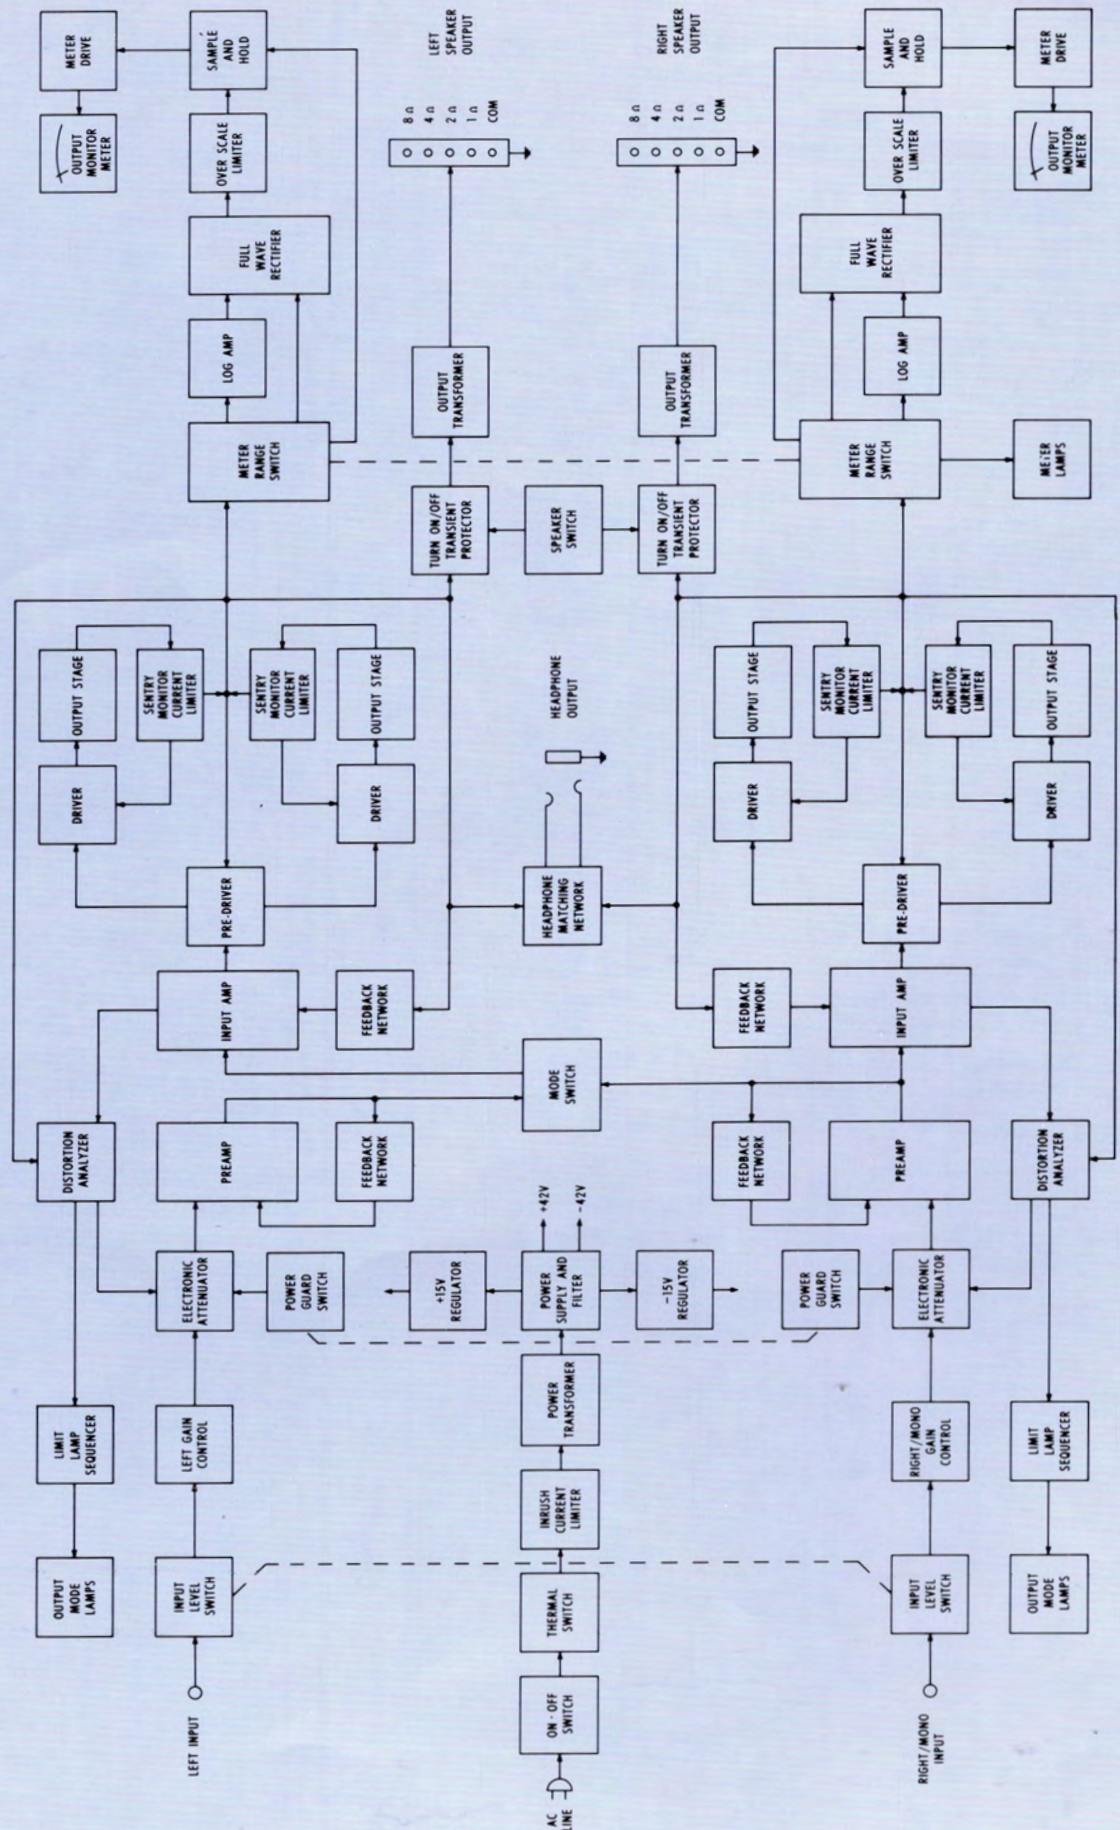 OUTPUT
MODE
LAMPS
LIMIT
LAMP
SEQUENCER
DISTORTION
ANALYZER
DRIVER
OUTPUT STAGE
OUTPUT
MONITOR
METER
METER
DRIVE
LEFT INPUT
INPUT
LEVEL
SWITCH
LEFT GAIN
CONTROL
ELECTRONIC
ATTENUATOR
PREAMP
INPUT AMP
PRE-DRIVER
SENTRY
MONITOR
CURRENT
LIMITER
METER
RANGE
SWITCH
LOG AMP
FULL
WAVE
RECTIFIER
OVER SCALE
LIMITER
SAMPLE
AND
HOLD
POWER
GUARD
SWITCH
FEEDBACK
NETWORK
FEEDBACK
NETWORK
DRIVER
SENTRY
MONITOR
CURRENT
LIMITER
OUTPUT STAGE
+15V
REGULATOR
TURN ON/OFF
TRANSIENT
PROTECTOR
OUTPUT
TRANSFORMER
8 Ω
4 Ω
2 Ω
1 Ω
COM
LEFT
SPEAKER
OUTPUT
AC
LINE
ON - OFF
SWITCH
THERMAL
SWITCH
INRUSH
CURRENT
LIMITER
POWER
TRANSFORMER
POWER
SUPPLY AND
FILTER
+42V
-42V
MODE
SWITCH
HEADPHONE
MATCHING
NETWORK
HEADPHONE
OUTPUT
SPEAKER
SWITCH
-15V
REGULATOR
TURN ON/OFF
TRANSIENT
PROTECTOR
OUTPUT
TRANSFORMER
8 Ω
4 Ω
2 Ω
1 Ω
COM
RIGHT
SPEAKER
OUTPUT
POWER
GUARD
SWITCH
FEEDBACK
NETWORK
FEEDBACK
NETWORK
DRIVER
OUTPUT STAGE
SENTRY
MONITOR
CURRENT
LIMITER
RIGHT/MONO
INPUT
INPUT
LEVEL
SWITCH
RIGHT/MONO
GAIN
CONTROL
ELECTRONIC
ATTENUATOR
PREAMP
INPUT AMP
PRE-DRIVER
SENTRY
MONITOR
CURRENT
LIMITER
METER
RANGE
SWITCH
LOG AMP
FULL
WAVE
RECTIFIER
OVER SCALE
LIMITER
SAMPLE
AND
HOLD
OUTPUT
MODE
LAMPS
LIMIT
LAMP
SEQUENCER
DISTORTION
ANALYZER
DRIVER
OUTPUT STAGE
METER
LAMPS
OUTPUT
MONITOR
METER
METER
DRIVE